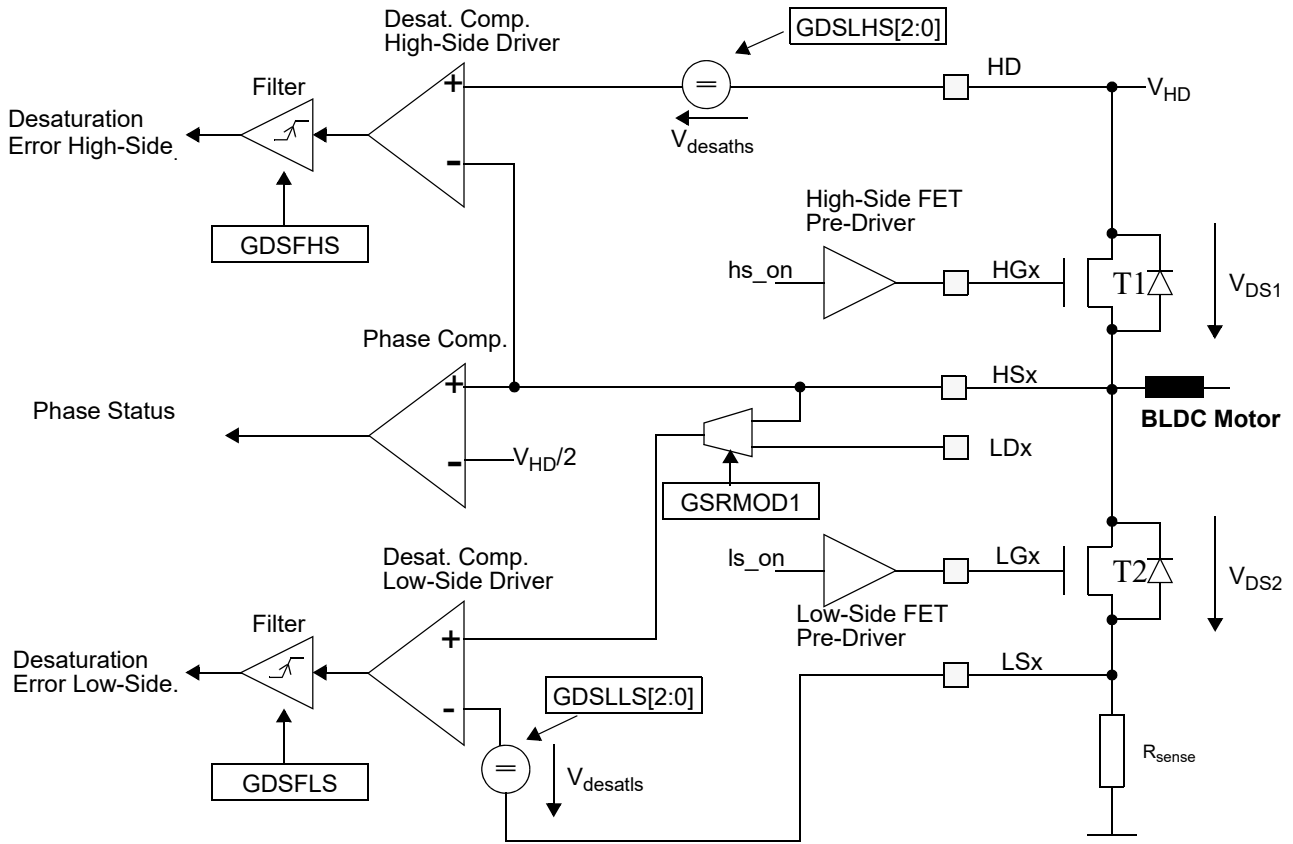 Desat. Comp.
High-Side Driver
GDSLHS[2:0]
HD
VHD
Filter
+
=
Desaturation
Error High-Side.
Vdesaths
-
GDSFHS
High-Side FET
Pre-Driver
hs_on
HGx
T1
VDS1
Phase Comp.
+
HSx
Phase Status
BLDC Motor
-
VHD/2
LDx
GSRMOD1
Desat. Comp.
Low-Side Driver
ls_on
LGx
T2
VDS2
Low-Side FET
Pre-Driver
Filter
+
Desaturation
Error Low-Side.
LSx
GDSLLS[2:0]
-
=
Vdesatls
GDSFLS
Rsense